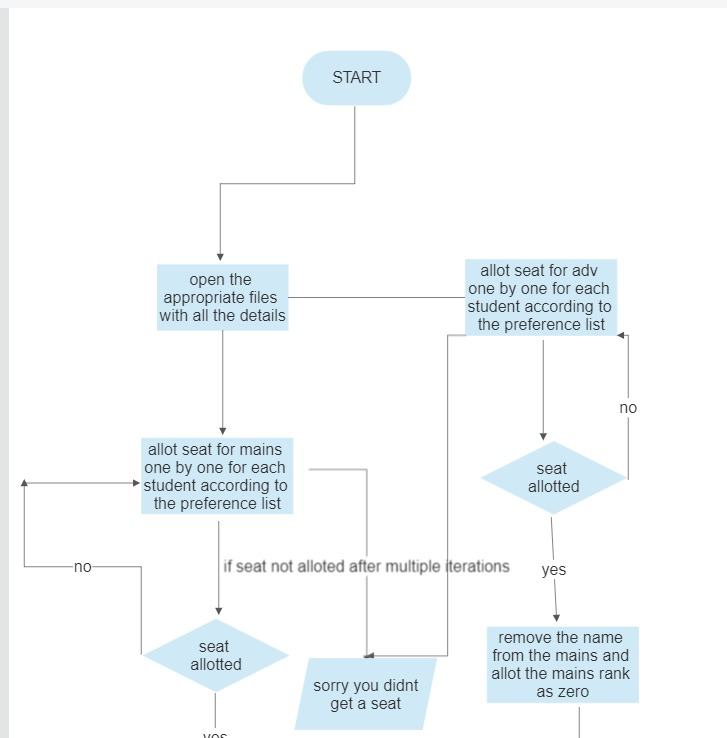 START
open the
appropriate files
with all the details
allot seat for adv
one by one for each
student according to
the preference list
no
allot seat for mains
one by one for each
student according to
the preference list
seat
allotted
no
if seat not alloted after multiple iterations
yes
seat
allotted
sorry you didnt
get a seat
remove the name
from the mains and
allot the mains rank
as zero
yes